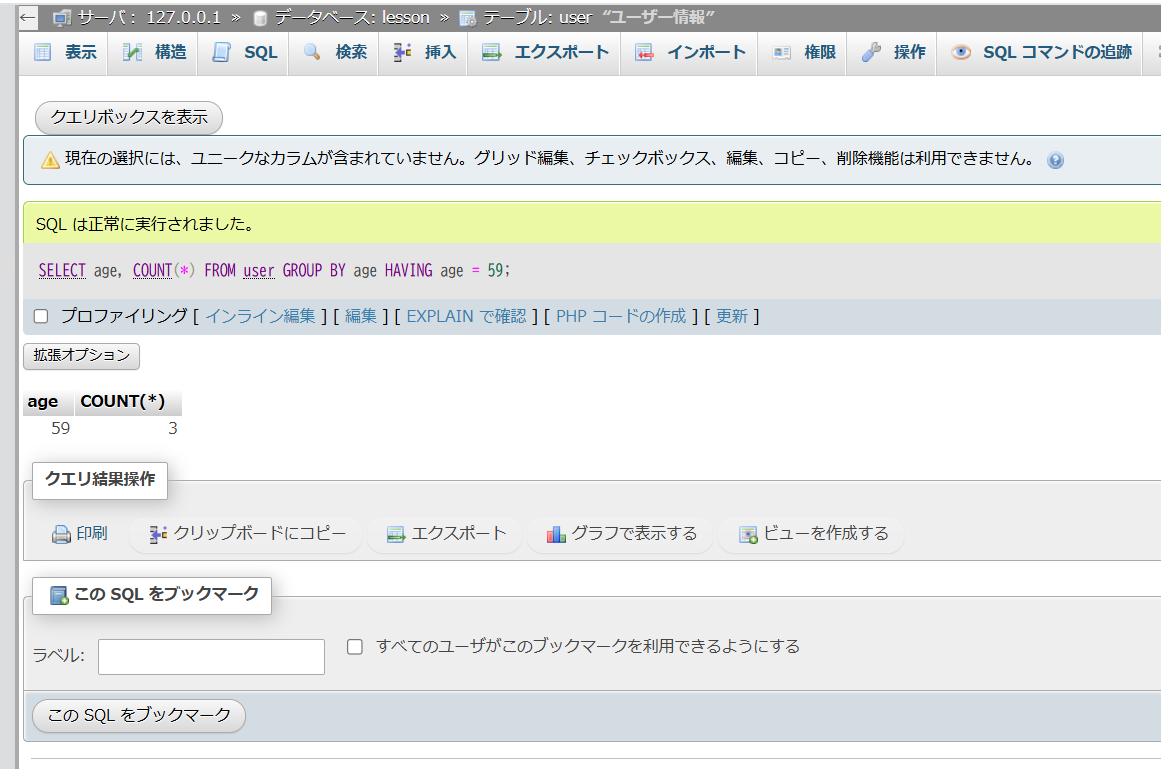 ← サーバ: 127.0.0.1 » データベース: lesson » テーブル: user “ユーザー情報”
表示 構造 SQL 検索 挿入 エクスポート インポート 権限 操作 SQL コマンドの追跡
クエリボックスを表示
現在の選択には、ユニークなカラムが含まれていません。グリッド編集、チェックボックス、編集、コピー、削除機能は利用できません。
SQL は正常に実行されました。
SELECT age, COUNT(*) FROM user GROUP BY age HAVING age = 59;
プロファイリング [ インライン編集 ] [ 編集 ] [ EXPLAIN で確認 ] [ PHP コードの作成 ] [ 更新 ]
拡張オプション
age COUNT(*)
59 3
クエリ結果操作
印刷 クリップボードにコピー エクスポート グラフで表示する ビューを作成する
この SQL をブックマーク
ラベル: すべてのユーザがこのブックマークを利用できるようにする
この SQL をブックマーク